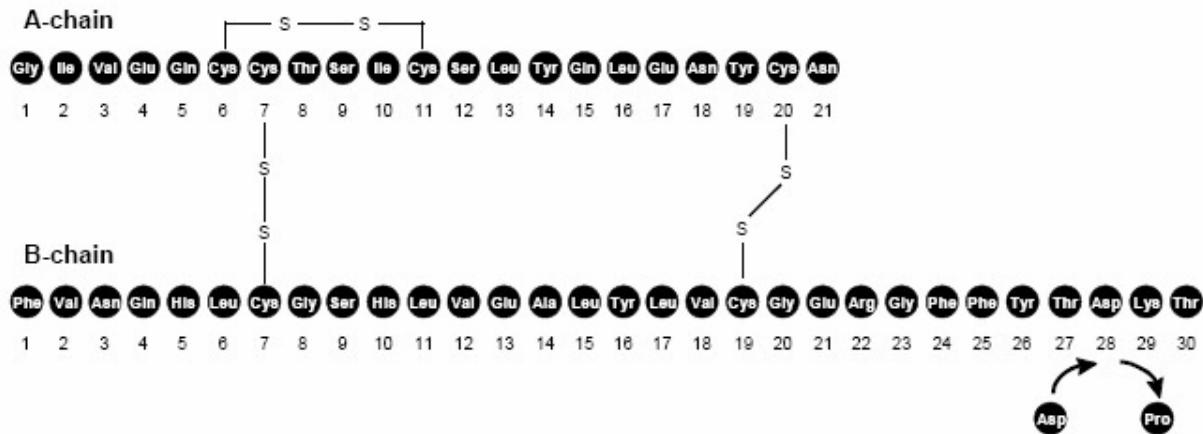 A-chain
S S
Gly Ile Val Glu Gln Cys Cys Thr Ser Ile Cys Ser Leu Tyr Gln Leu Glu Asn Tyr Cys Asn
1 2 3 4 5 6 7 8 9 10 11 12 13 14 15 16 17 18 19 20 21
S S
S S
B-chain
Phe Val Asn Gln His Leu Cys Gly Ser His Leu Val Glu Ala Leu Tyr Leu Val Cys Gly Glu Arg Gly Phe Phe Tyr Thr Asp Lys Thr
1 2 3 4 5 6 7 8 9 10 11 12 13 14 15 16 17 18 19 20 21 22 23 24 25 26 27 28 29 30
Asp Pro